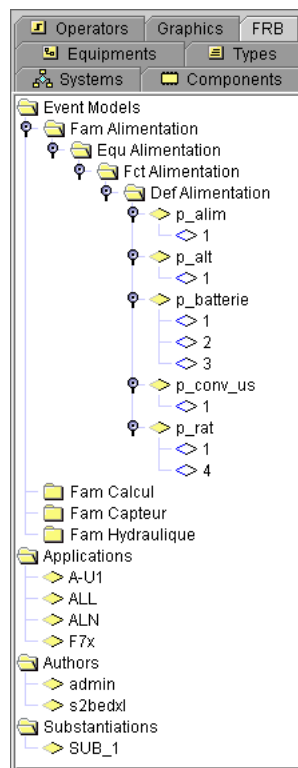 Operators Graphics FRB
Equipments Types
Systems Components
Event Models
Fam Alimentation
Equ Alimentation
Fct Alimentation
Def Alimentation
p_alim
1
p_alt
1
p_batterie
1
2
3
p_conv_us
1
p_rat
1
4
Fam Calcul
Fam Capteur
Fam Hydraulique
Applications
A-U1
ALL
ALN
F7x
Authors
admin
s2bedxl
Substantiations
SUB_1